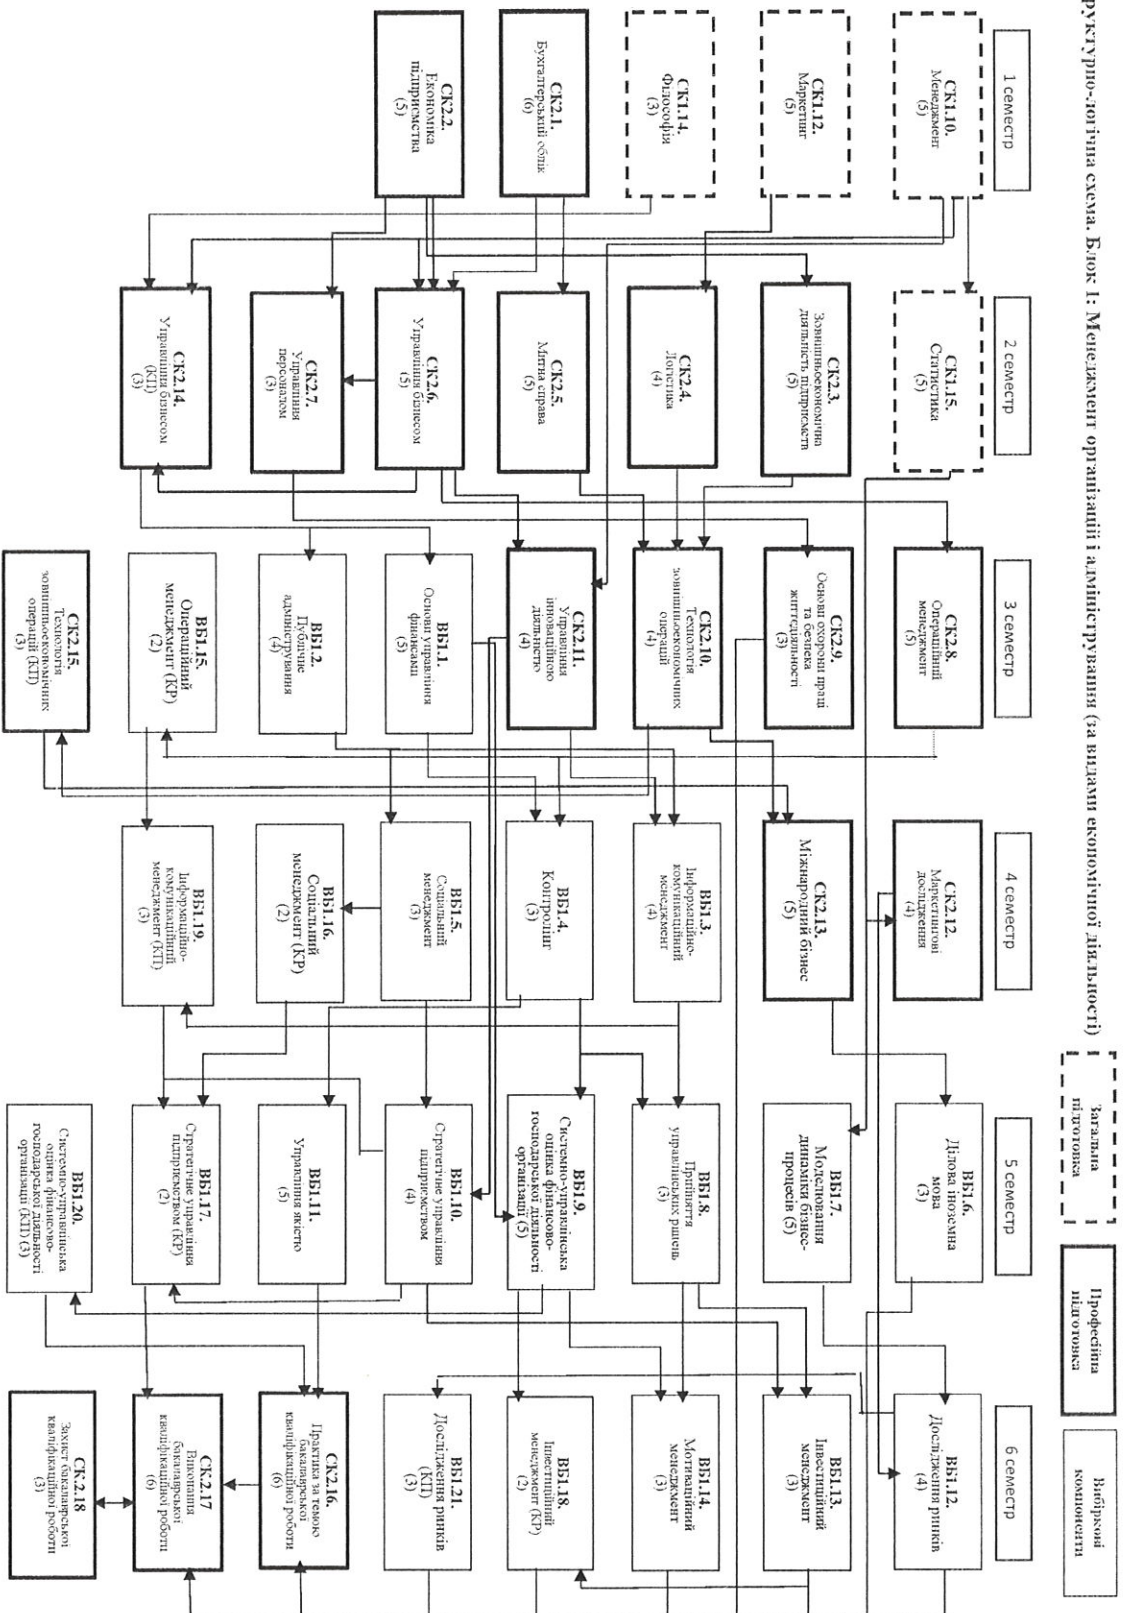 руктурно-логічна схема. Блок 1: Менеджмент організації і адміністрування (за видами економічної діяльності)
Загальна
підготовка
Професійна
підготовка
Вибіркові
компоненти
1 семестр
СК1.10.
Менеджмент
(5)
СК1.12.
Маркетинг
(5)
СК1.14.
Філософія
(3)
СК2.1.
Бухгалтерський облік
(6)
СК2.2.
Економіка
підприємства
(5)
2 семестр
СК1.15.
Статистика
(5)
СК2.3.
Зовнішньоекономічна
діяльність підприємств
(5)
СК2.4.
Логістика
(4)
СК2.5.
Митна справа
(5)
СК2.6.
Управління бізнесом
(5)
СК2.7.
Управління
персоналом
(3)
СК2.14.
Управління бізнесом
(КП)
(3)
3 семестр
СК2.8.
Операційний
менеджмент
(5)
СК2.9.
Основи охорони праці
та безпека
життєдіяльності
(3)
СК2.10.
Технологія
зовнішньоекономічних
операцій
(4)
СК2.11.
Управління
інноваційною
діяльністю
(4)
ВБ1.1.
Основи управління
фінансами
(5)
ВБ1.2.
Публічне
адміністрування
(4)
ВБ1.15.
Операційний
менеджмент (КР)
(2)
СК2.15.
Технологія
зовнішньоекономічних
операцій (КП)
(3)
4 семестр
СК2.12.
Маркетингові
дослідження
(4)
СК2.13.
Міжнародний бізнес
(5)
ВБ1.3.
Інформаційно-
комунікаційний
менеджмент
(4)
ВБ1.4.
Контролінг
(3)
ВБ1.5.
Соціальний
менеджмент
(3)
ВБ1.16.
Соціальний
менеджмент (КР)
(2)
ВБ1.19.
Інформаційно-
комунікаційний
менеджмент (КП)
(3)
5 семестр
ВБ1.6.
Ділова іноземна
мова
(3)
ВБ1.7.
Моделювання
динаміки бізнес-
процесів (5)
ВБ1.8.
Прийняття
управлінських рішень
(3)
ВБ1.9.
Системно-управлінська
оцінка фінансово-
господарської діяльності
організації (5)
ВБ1.10.
Стратегічне управління
підприємством
(4)
ВБ1.11.
Управління якістю
(5)
ВБ1.17.
Стратегічне управління
підприємством (КР)
(2)
ВБ1.20.
Системно-управлінська
оцінка фінансово-
господарської діяльності
організації (КП) (3)
6 семестр
ВБ1.12.
Дослідження ринків
(4)
ВБ1.13.
Інвестиційний
менеджмент
(3)
ВБ1.14.
Мотиваційний
менеджмент
(3)
ВБ1.18.
Інвестиційний
менеджмент (КР)
(2)
ВБ1.21.
Дослідження ринків
(КП)
(3)
СК2.16.
Практика за темою
бакалаврської
кваліфікаційної роботи
(6)
СК.2.17
Виконання
бакалаврської
кваліфікаційної роботи
(6)
СК.2.18
Захист бакалаврської
кваліфікаційної роботи
(3)